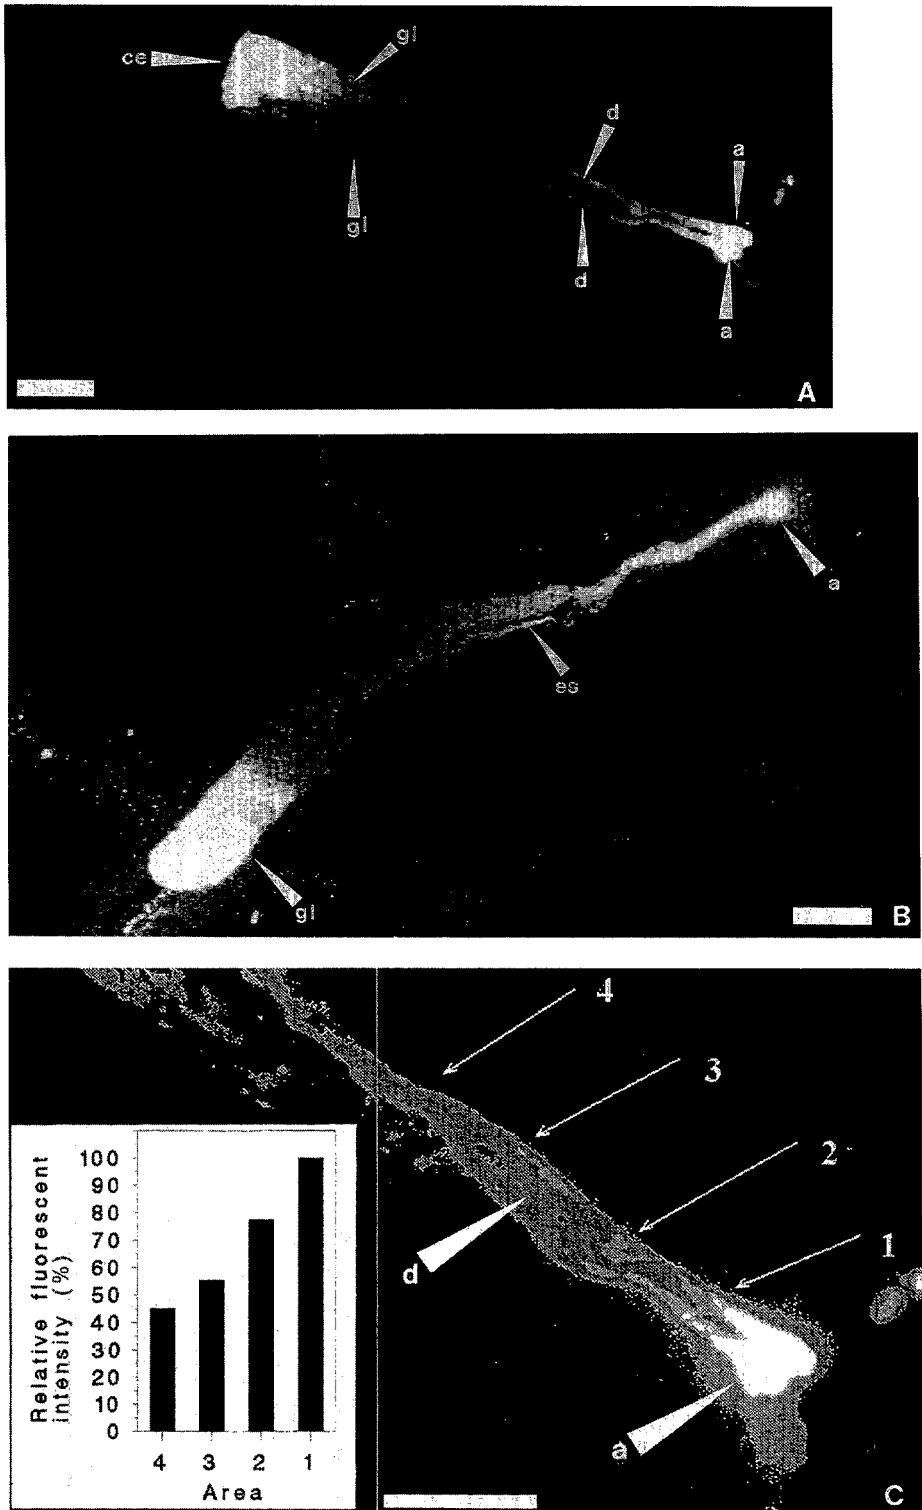 ce
gl
gl
d
d
a
a
A
a
es
gl
B
4
3
2
1
d
a
C
Relative fluorescent
intensity (%)
100
90
80
70
60
50
40
30
20
10
0
4 3 2 1
Area